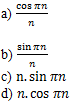 a) cos πn / n
b) sin πn / n
c) n. sin πn
d) n. cos πn